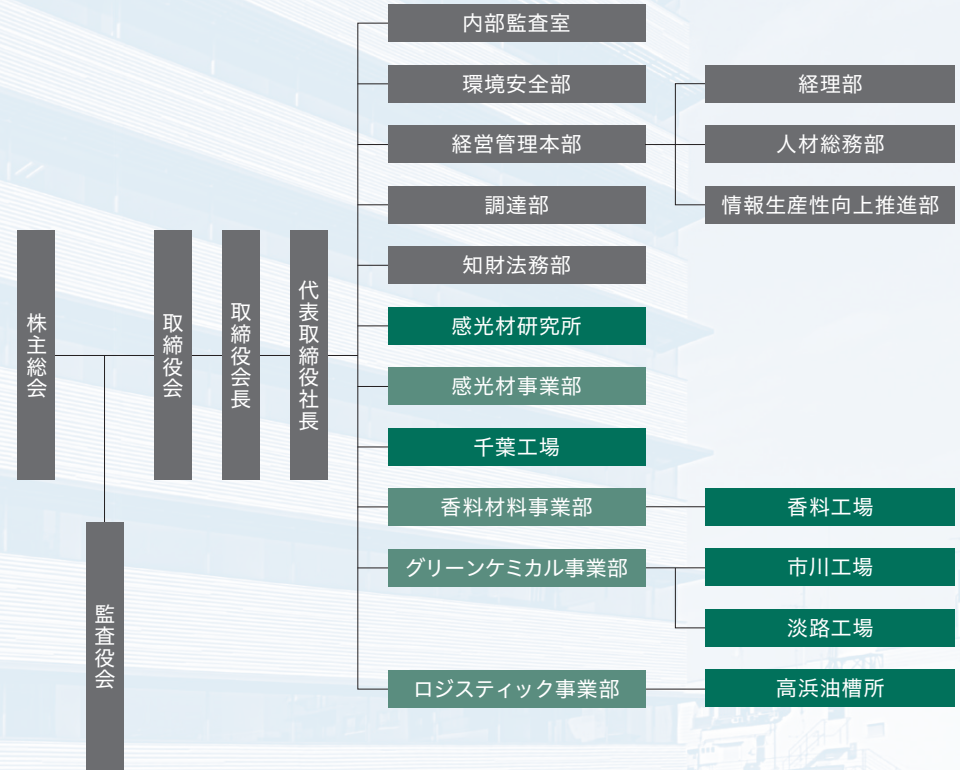 株主総会
監査役会
取締役会
取締役会長
代表取締役社長
内部監査室
環境安全部
経営管理本部
経理部
人材総務部
情報生産性向上推進部
調達部
知財法務部
感光材研究所
感光材事業部
千葉工場
香料材料事業部
香料工場
グリーンケミカル事業部
市川工場
淡路工場
ロジスティック事業部
高浜油槽所